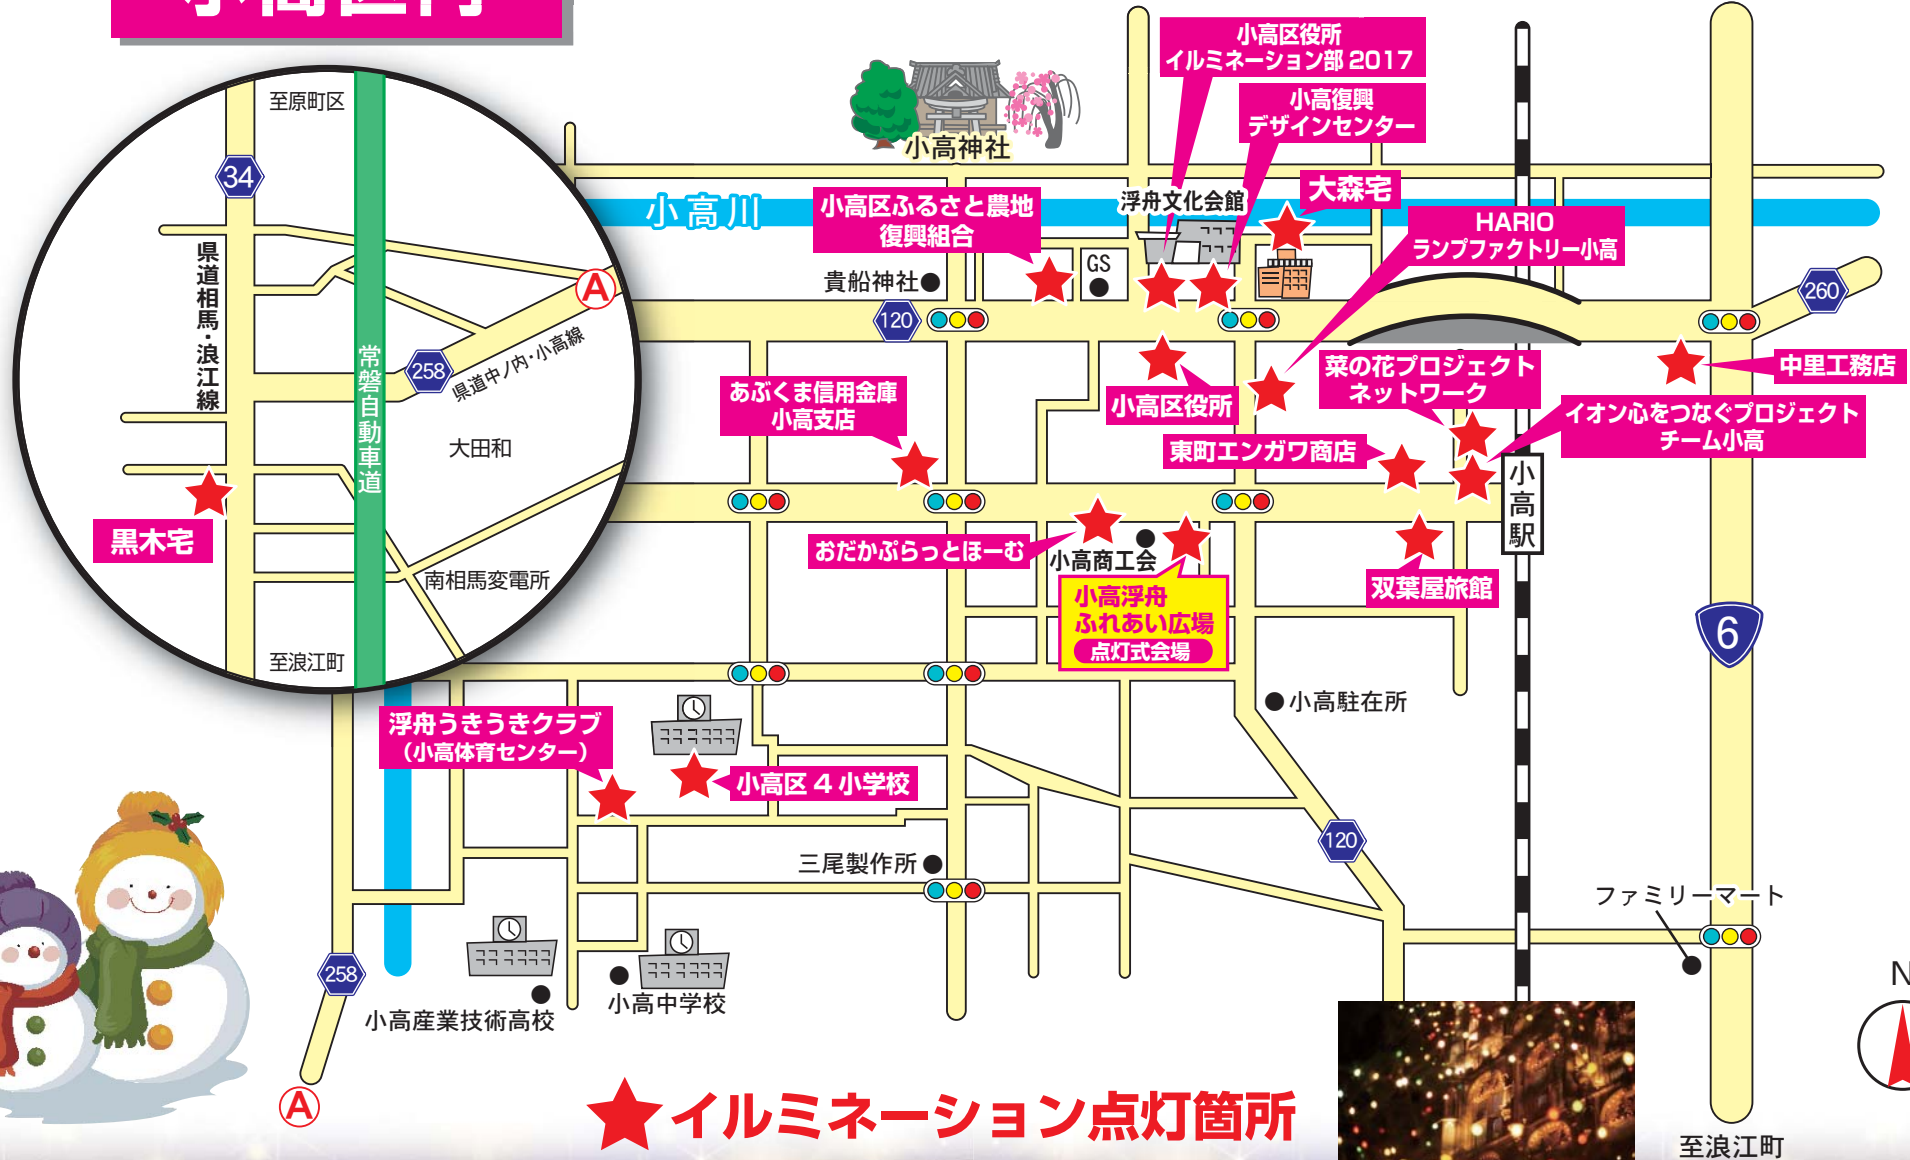 小高区内
至原町区
34
県道相馬・浪江線
常磐自動車道
A
258
県道中ノ内・小高線
大田和
黒木宅
南相馬変電所
至浪江町
小高神社
小高川
小高区役所
イルミネーション部 2017
小高復興
デザインセンター
大森宅
浮舟文化会館
小高区ふるさと農地
復興組合
GS
貴船神社
120
HARIO
ランプファクトリー小高
260
中里工務店
菜の花プロジェクト
ネットワーク
イオン心をつなぐプロジェクト
チーム小高
小高区役所
あぶくま信用金庫
小高支店
東町エンガワ商店
小高駅
おだかぷらっとほーむ
小高商工会
小高浮舟
ふれあい広場
点灯式会場
双葉屋旅館
6
小高駐在所
浮舟うきうきクラブ
（小高体育センター）
小高区 4 小学校
120
三尾製作所
ファミリーマート
258
小高産業技術高校
小高中学校
N
A
イルミネーション点灯箇所
至浪江町